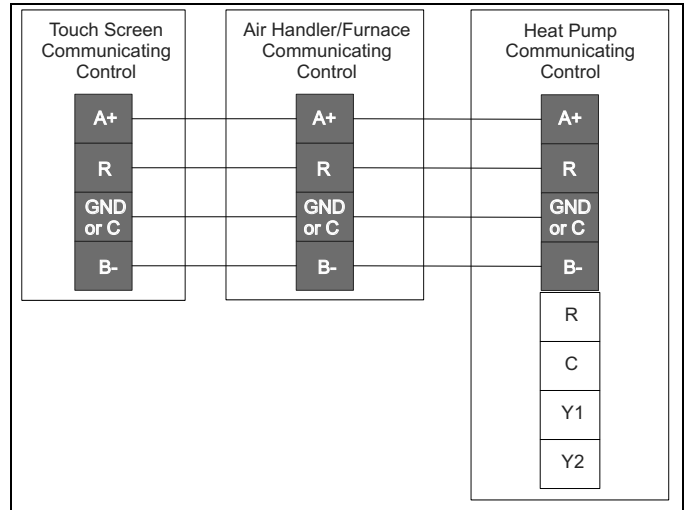 Touch Screen
Communicating
Control
A+
R
GND
or C
B-
Air Handler/Furnace
Communicating
Control
A+
R
GND
or C
B-
Heat Pump
Communicating
Control
A+
R
GND
or C
B-
R
C
Y1
Y2